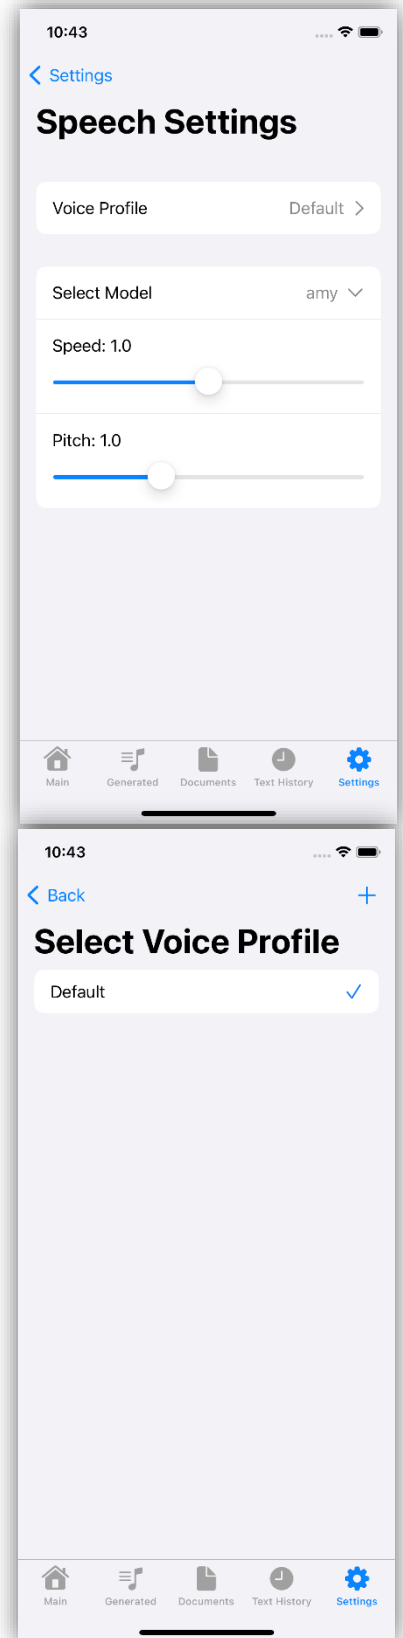 10:43
Settings
Speech Settings
Voice Profile Default
Select Model amy
Speed: 1.0
Pitch: 1.0
Main Generated Documents Text History Settings
10:43
Back
Select Voice Profile
Default
Main Generated Documents Text History Settings